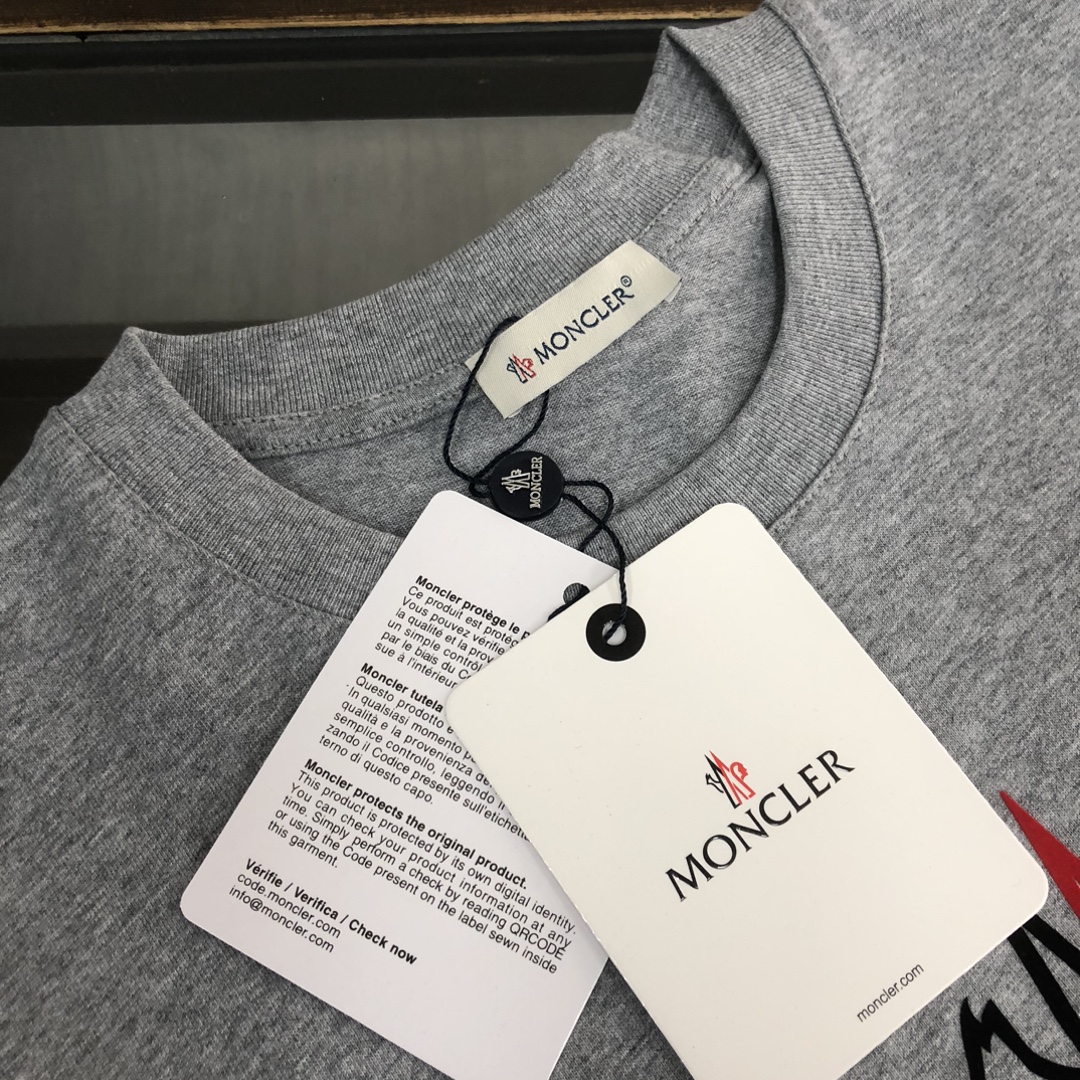 MONCLER®
MONCLER
Moncler protège le
Ce produit est
Vous pouvez vérifie
la qualité et la prov
un simple
par le biais du
sue à l'intérieur
Moncler tutela
Questo prodotto
In qualsiasi momento
qualità e la provenienza
semplice controllo, leggendo
zando il Codice presente
terno di questo capo.
Moncler protects the original product.
This product is protected by its own digital identity.
You can check your product information at any
time. Simply perform a check by reading QRCODE
or using the Code present on the label sewn inside
this garment.
Vérifie / Verifica / Check now
code.moncler.com
info@moncler.com
MONCLER
moncler.com